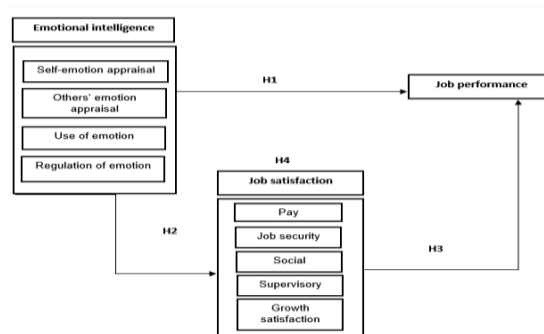 Emotional intelligence
Self-emotion appraisal
Others' emotion
appraisal
Use of emotion
Regulation of emotion
H1
Job performance
H2
H4
Job satisfaction
Pay
Job security
Social
Supervisory
Growth
satisfaction
H3